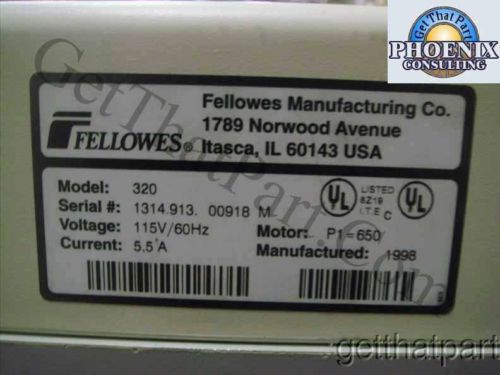 Get That Part
PHOENIX
CONSULTING
GetThatPart.Com
FELLOWES®
Fellowes Manufacturing Co.
1789 Norwood Avenue
Itasca, IL 60143 USA
Model: 320
Serial #: 1314.913. 00918 M
Voltage: 115V/60Hz
Current: 5.5 A
UL LISTED UL
8Z19
I.T.E. C
Motor: P1=650
Manufactured: 1998
getthatpart